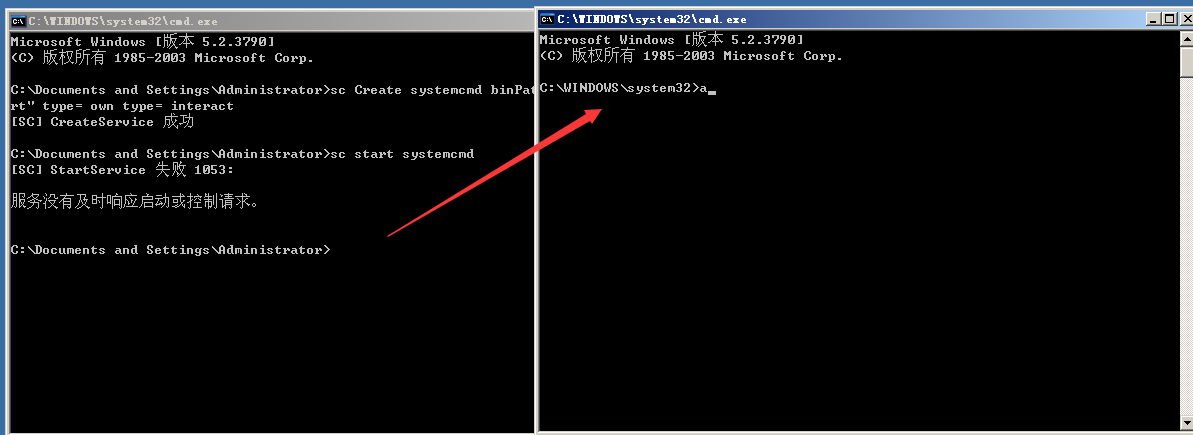 C:\WINDOWS\system32\cmd.exe
Microsoft Windows [版本 5.2.3790]
(C) 版权所有 1985-2003 Microsoft Corp.
C:\Documents and Settings\Administrator>sc Create systemcmd binPat
rt" type= own type= interact
[SC] CreateService 成功
C:\Documents and Settings\Administrator>sc start systemcmd
[SC] StartService 失败 1053:
服务没有及时响应启动或控制请求。
C:\Documents and Settings\Administrator>
C:\WINDOWS\system32\cmd.exe
Microsoft Windows [版本 5.2.3790]
(C) 版权所有 1985-2003 Microsoft Corp.
C:\WINDOWS\system32>a_